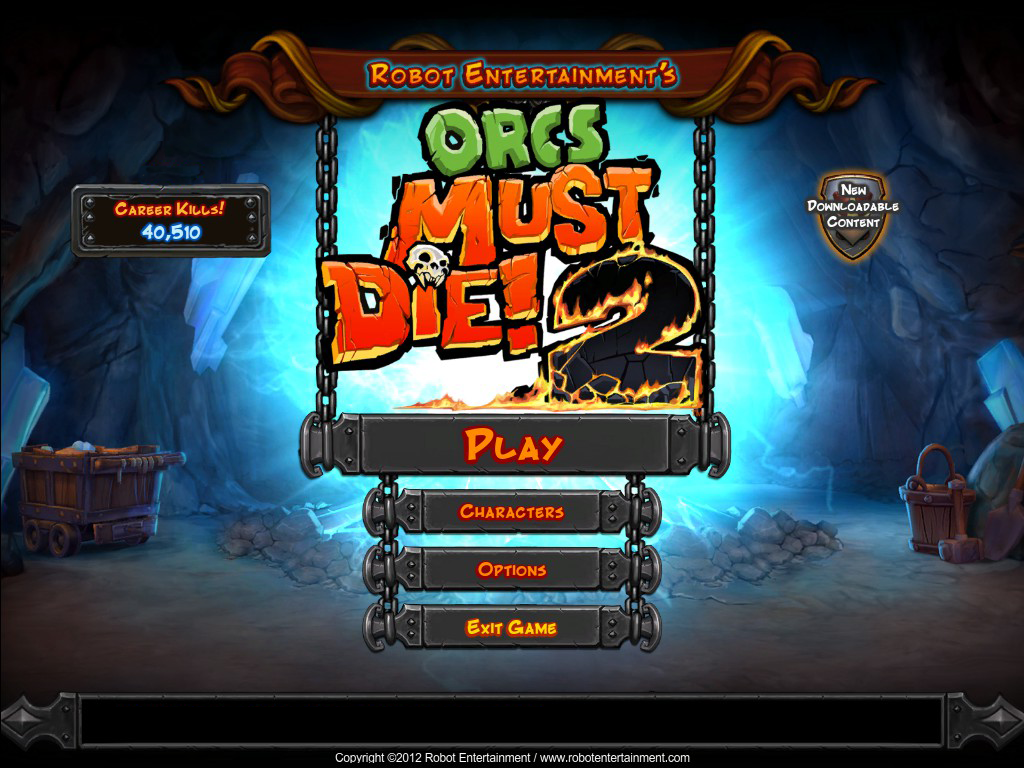 Robot Entertainment's
ORCS
MUST
DIE! 2
Career Kills!
40,510
New
Downloadable
Content
Play
Characters
Options
Exit Game
Copyright ©2012 Robot Entertainment / www.robotentertainment.com